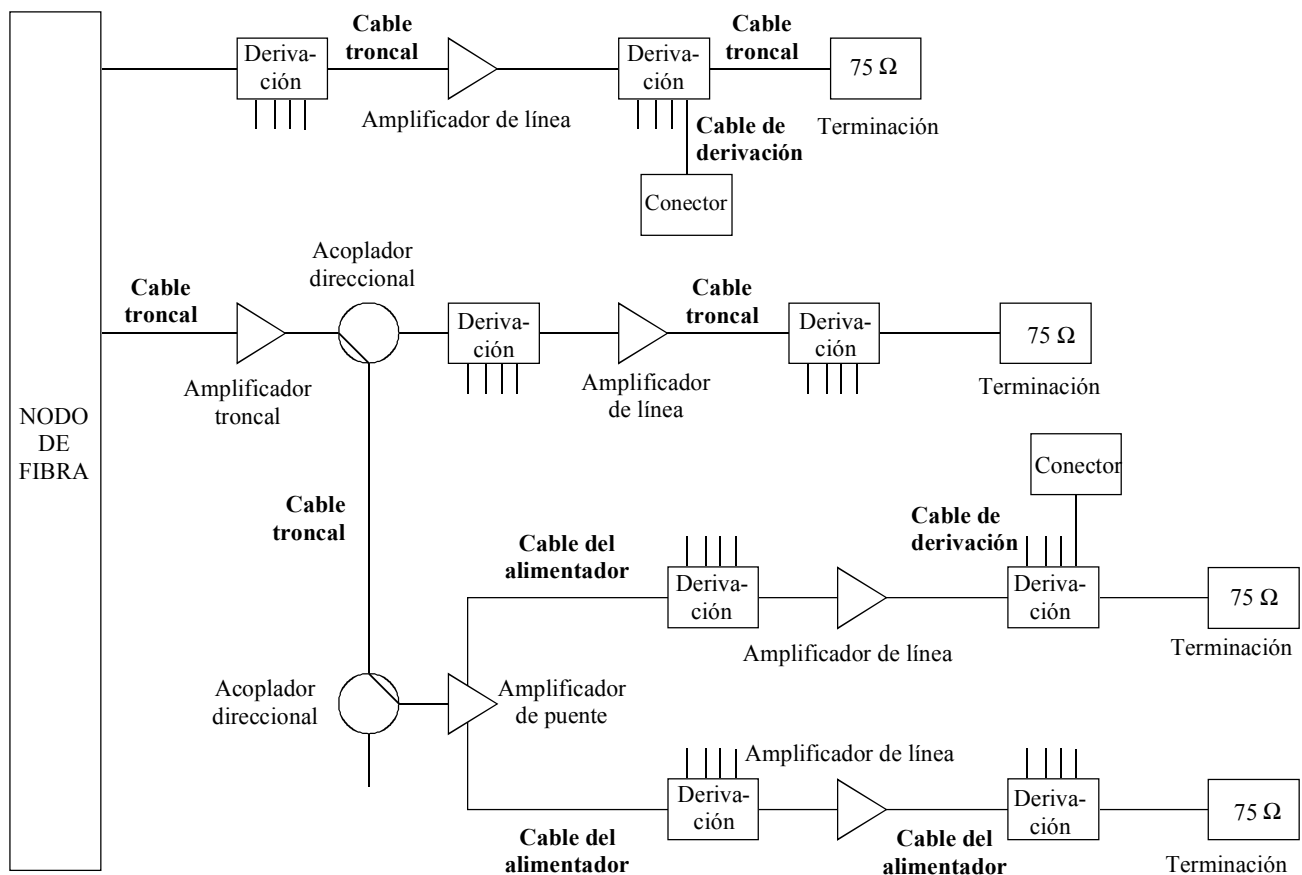 Cable
troncal
Cable
troncal
Deriva-
ción
Deriva-
ción
75 Ω
Amplificador de línea
Terminación
Cable de
derivación
Conector
Acoplador
direccional
Cable
troncal
Cable
troncal
Deriva-
ción
Deriva-
ción
75 Ω
Amplificador
troncal
Amplificador
de línea
Terminación
NODO
DE
FIBRA
Conector
Cable
troncal
Cable de
derivación
Cable del
alimentador
Deriva-
ción
Deriva-
ción
75 Ω
Amplificador de línea
Terminación
Acoplador
direccional
Amplificador
de puente
Amplificador de línea
Deriva-
ción
Deriva-
ción
75 Ω
Cable del
alimentador
Cable del
alimentador
Terminación